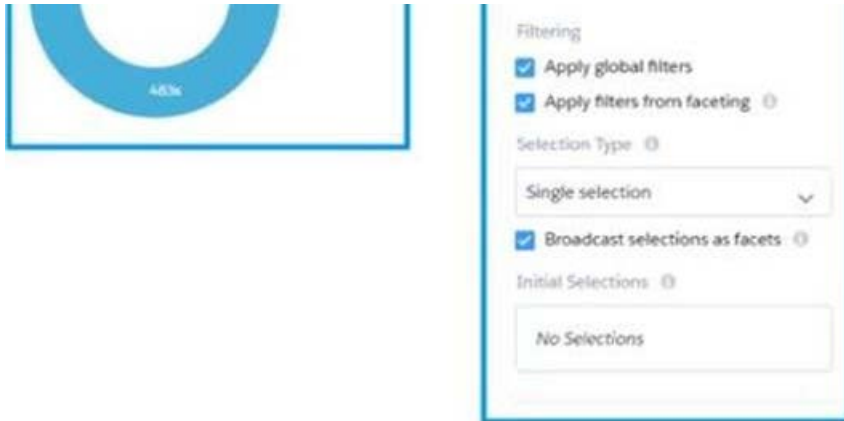 483k
Filtering
Apply global filters
Apply filters from faceting
Selection Type
Single selection
Broadcast selections as facets
Initial Selections
No Selections